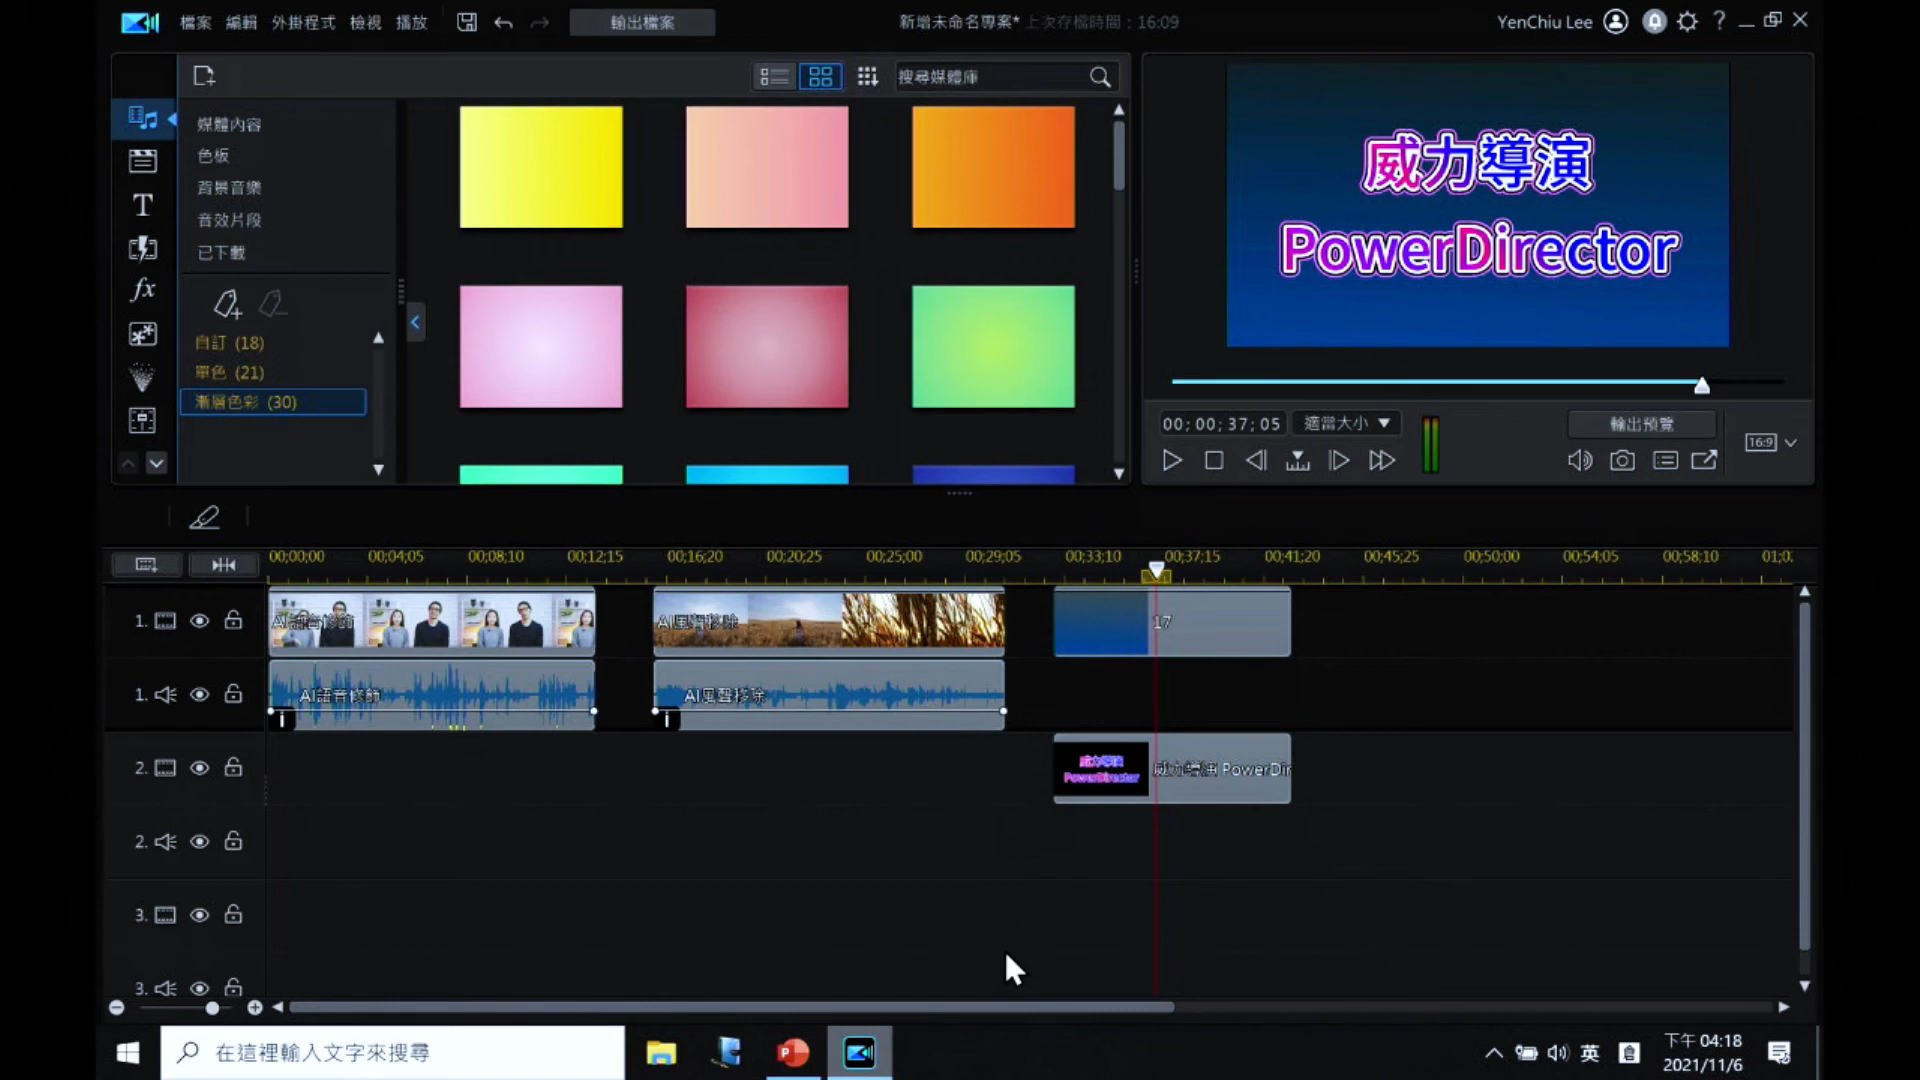 檔案 編輯 外掛程式 檢視 播放 輸出檔案 新增未命名專案* 上次存檔時間：16:09 YenChiu Lee ?
搜尋媒體庫
媒體內容
色板
背景音樂
音效片段
已下載
自訂 (18)
單色 (21)
漸層色彩 (30)
T
fx
威力導演
PowerDirector
00;00;37;05 適當大小 輸出預覽 16:9
00;00;00 00;04;05 00;08;10 00;12;15 00;16;20 00;20;25 00;25;00 00;29;05 00;33;10 00;37;15 00;41;20 00;45;25 00;50;00 00;54;05 00;58;10
1. AI語音修飾 AI風聲移除 17
1. AI語音修飾 AI風聲移除
i i
2. 威力導演 PowerDirector 威力導演 PowerDir
2.
3.
3.
在這裡輸入文字來搜尋 英 下午 04:18
2021/11/6